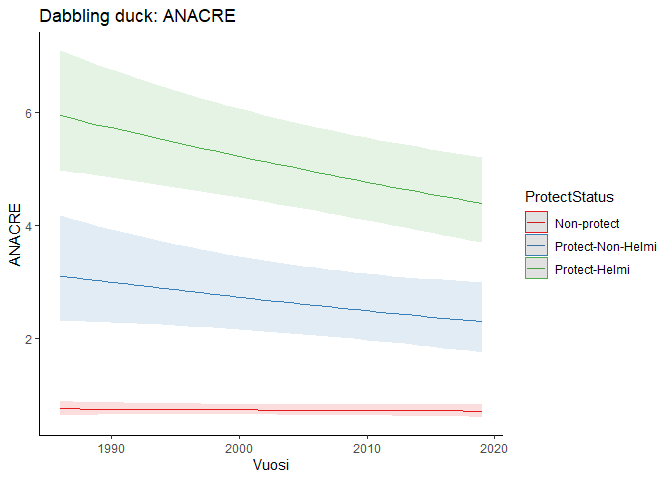 Dabbling duck: ANACRE
ANACRE
6
4
2
1990
2000
2010
2020
Vuosi
ProtectStatus
Non-protect
Protect-Non-Helmi
Protect-Helmi